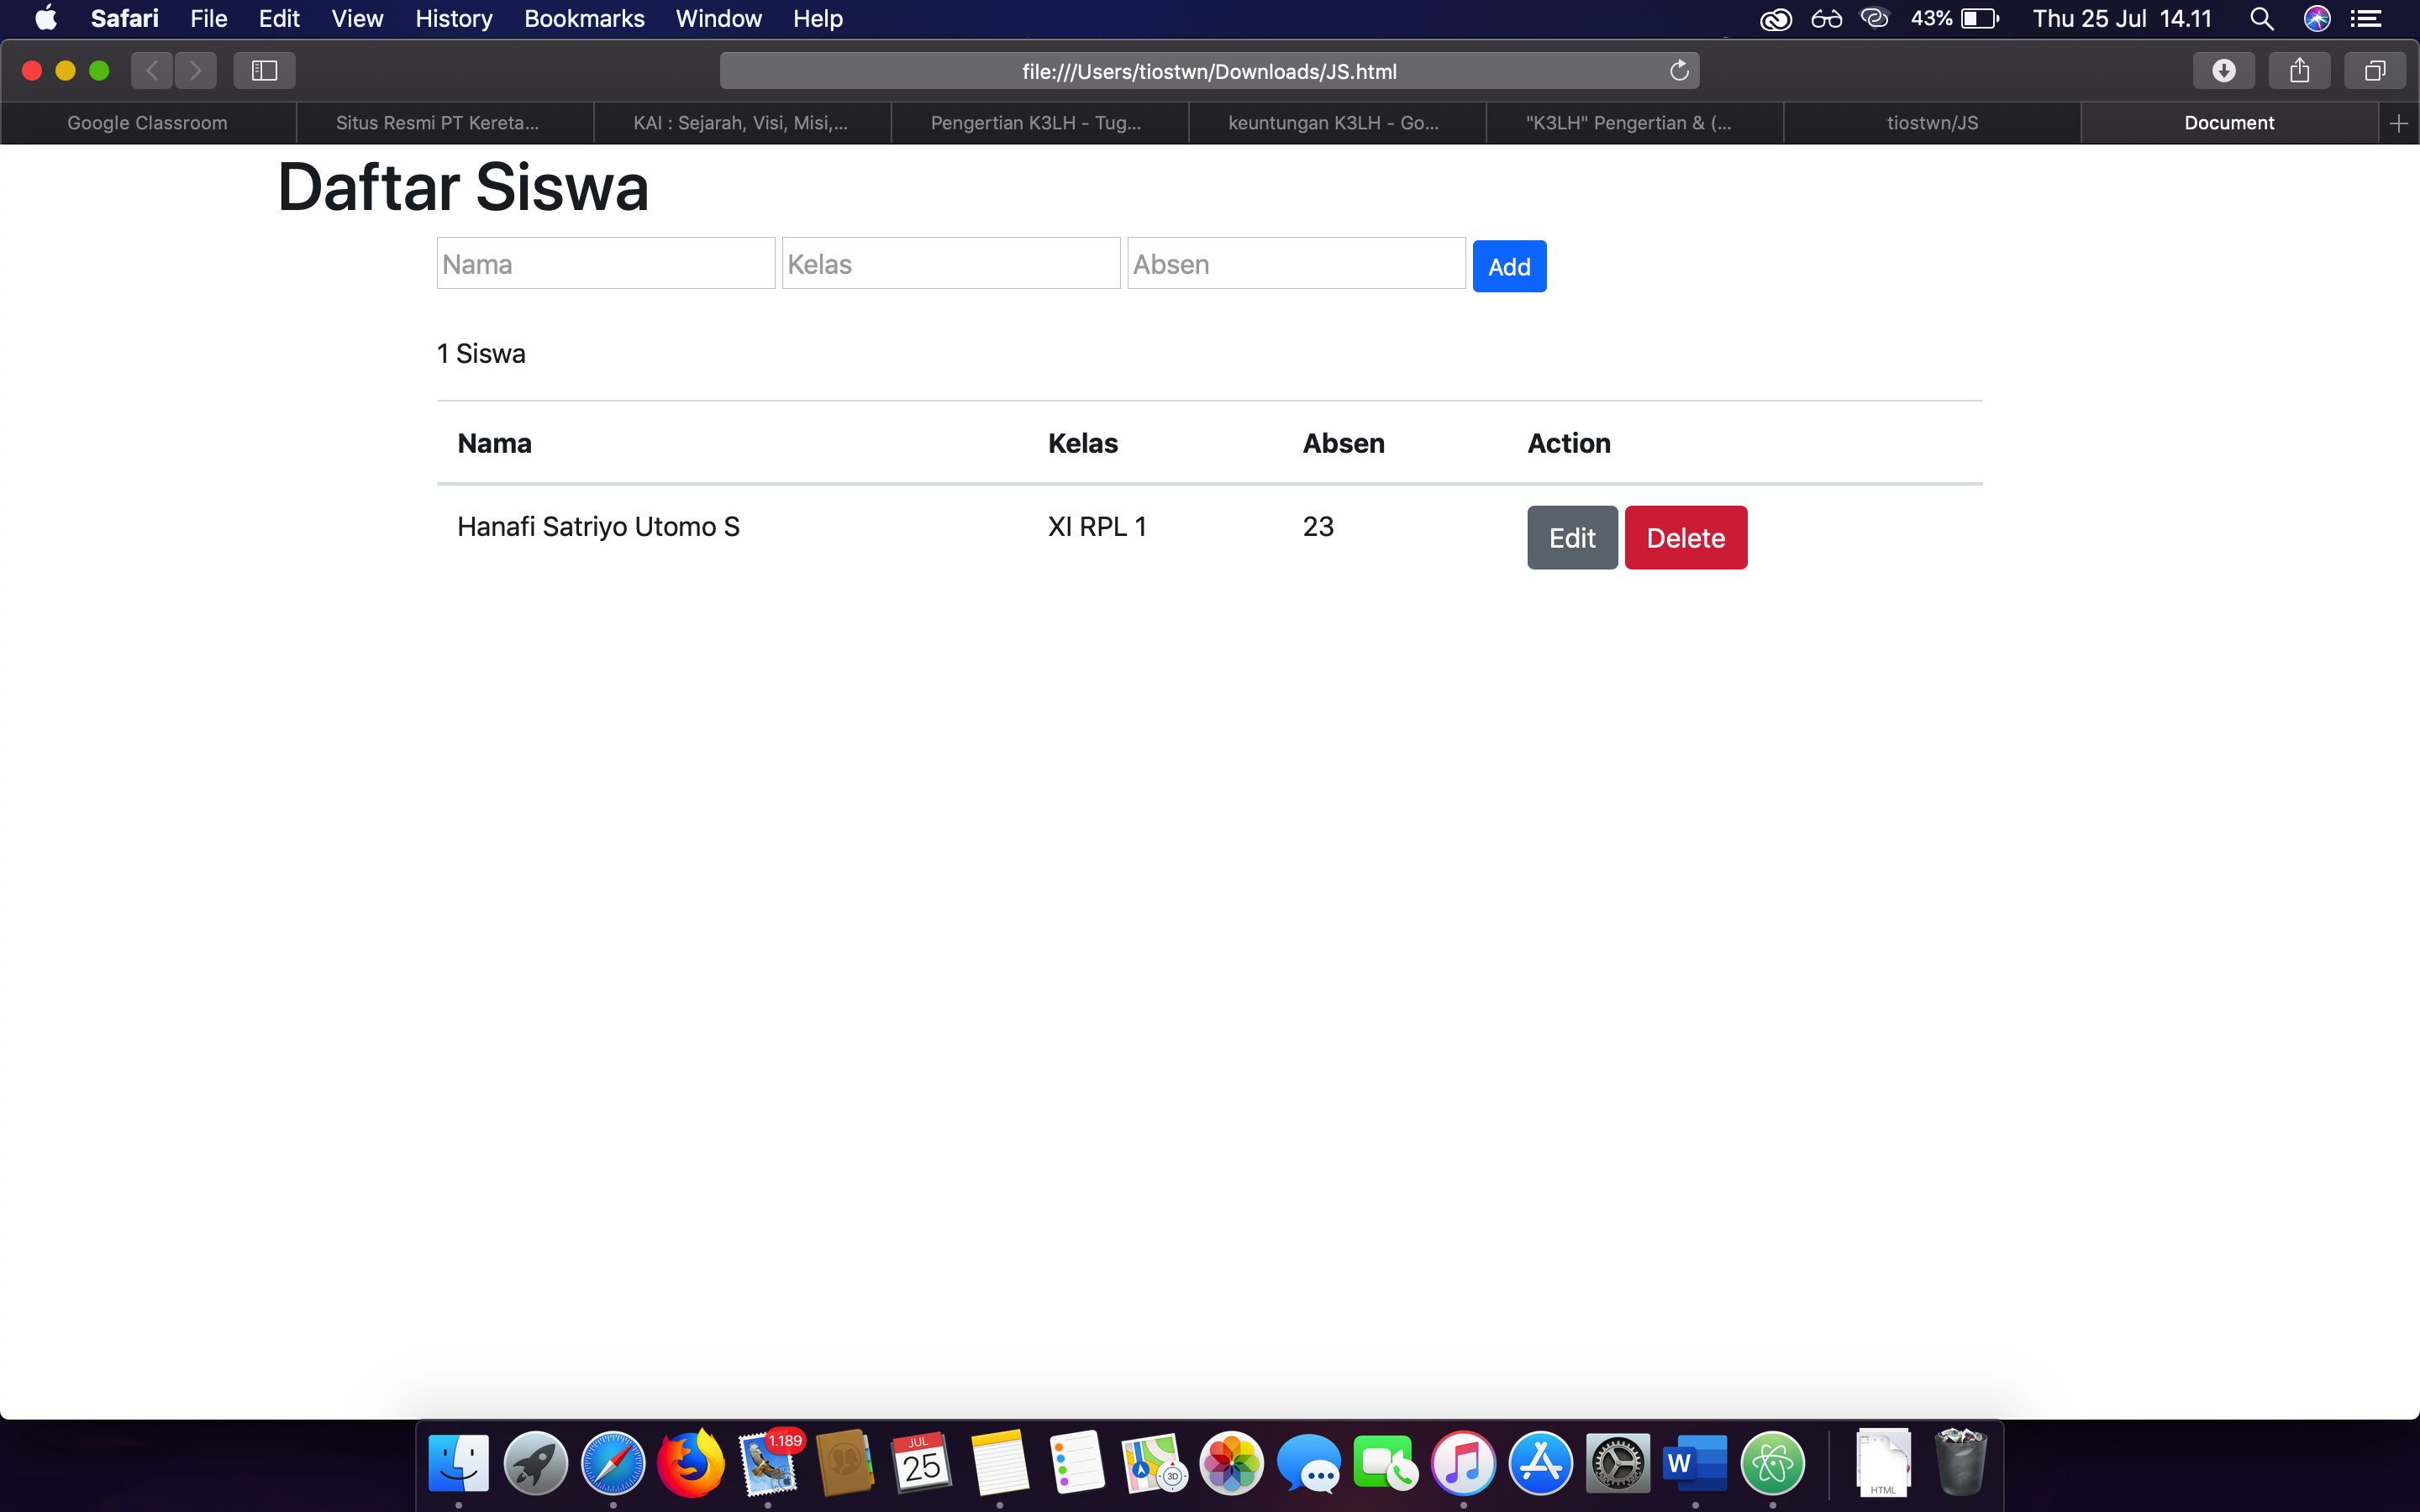 Safari File Edit View History Bookmarks Window Help 43% Thu 25 Jul 14.11
file:///Users/tiostwn/Downloads/JS.html
Google Classroom Situs Resmi PT Kereta... KAI : Sejarah, Visi, Misi,... Pengertian K3LH - Tug... keuntungan K3LH - Go... "K3LH" Pengertian & (... tiostwn/JS Document
Daftar Siswa
Nama Kelas Absen Add
1 Siswa
Nama Kelas Absen Action
Hanafi Satriyo Utomo S XI RPL 1 23 Edit Delete
1.189
JUL
25
3D
W
HTML